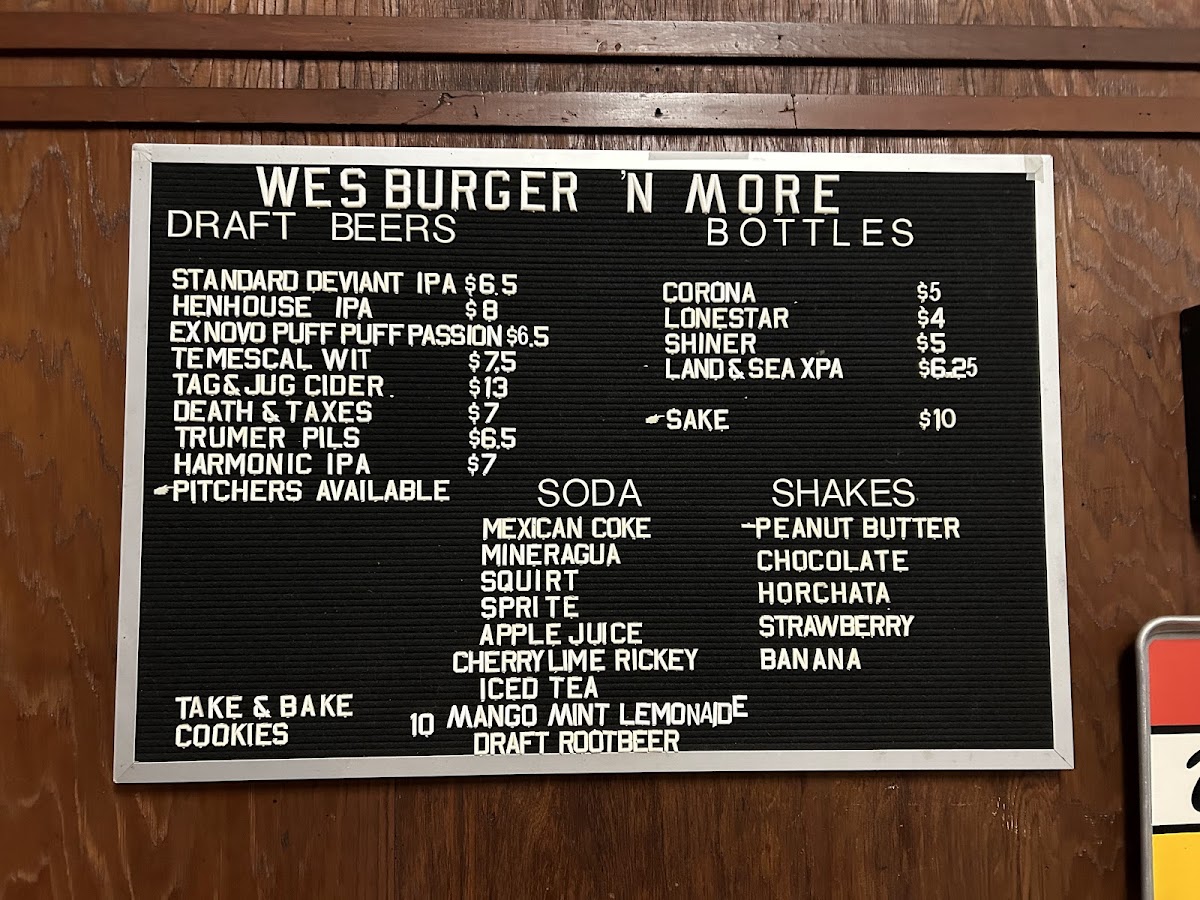 WES BURGER 'N MORE
DRAFT BEERS
STANDARD DEVIANT IPA $6.5
HENHOUSE IPA $8
EX NOVO PUFF PUFF PASSION $6.5
TEMESCAL WIT $7.5
TAG & JUG CIDER $13
DEATH & TAXES $7
TRUMER PILS $6.5
HARMONIC IPA $7
PITCHERS AVAILABLE
BOTTLES
CORONA $5
LONESTAR $4
SHINER $5
LAND & SEA XPA $6.25
SAKE $10
SODA
MEXICAN COKE
MINERAGUA
SQUIRT
SPRITE
APPLE JUICE
CHERRY LIME RICKEY
ICED TEA
MANGO MINT LEMONADE
DRAFT ROOTBEER
SHAKES
PEANUT BUTTER
CHOCOLATE
HORCHATA
STRAWBERRY
BANANA
TAKE & BAKE
COOKIES 10